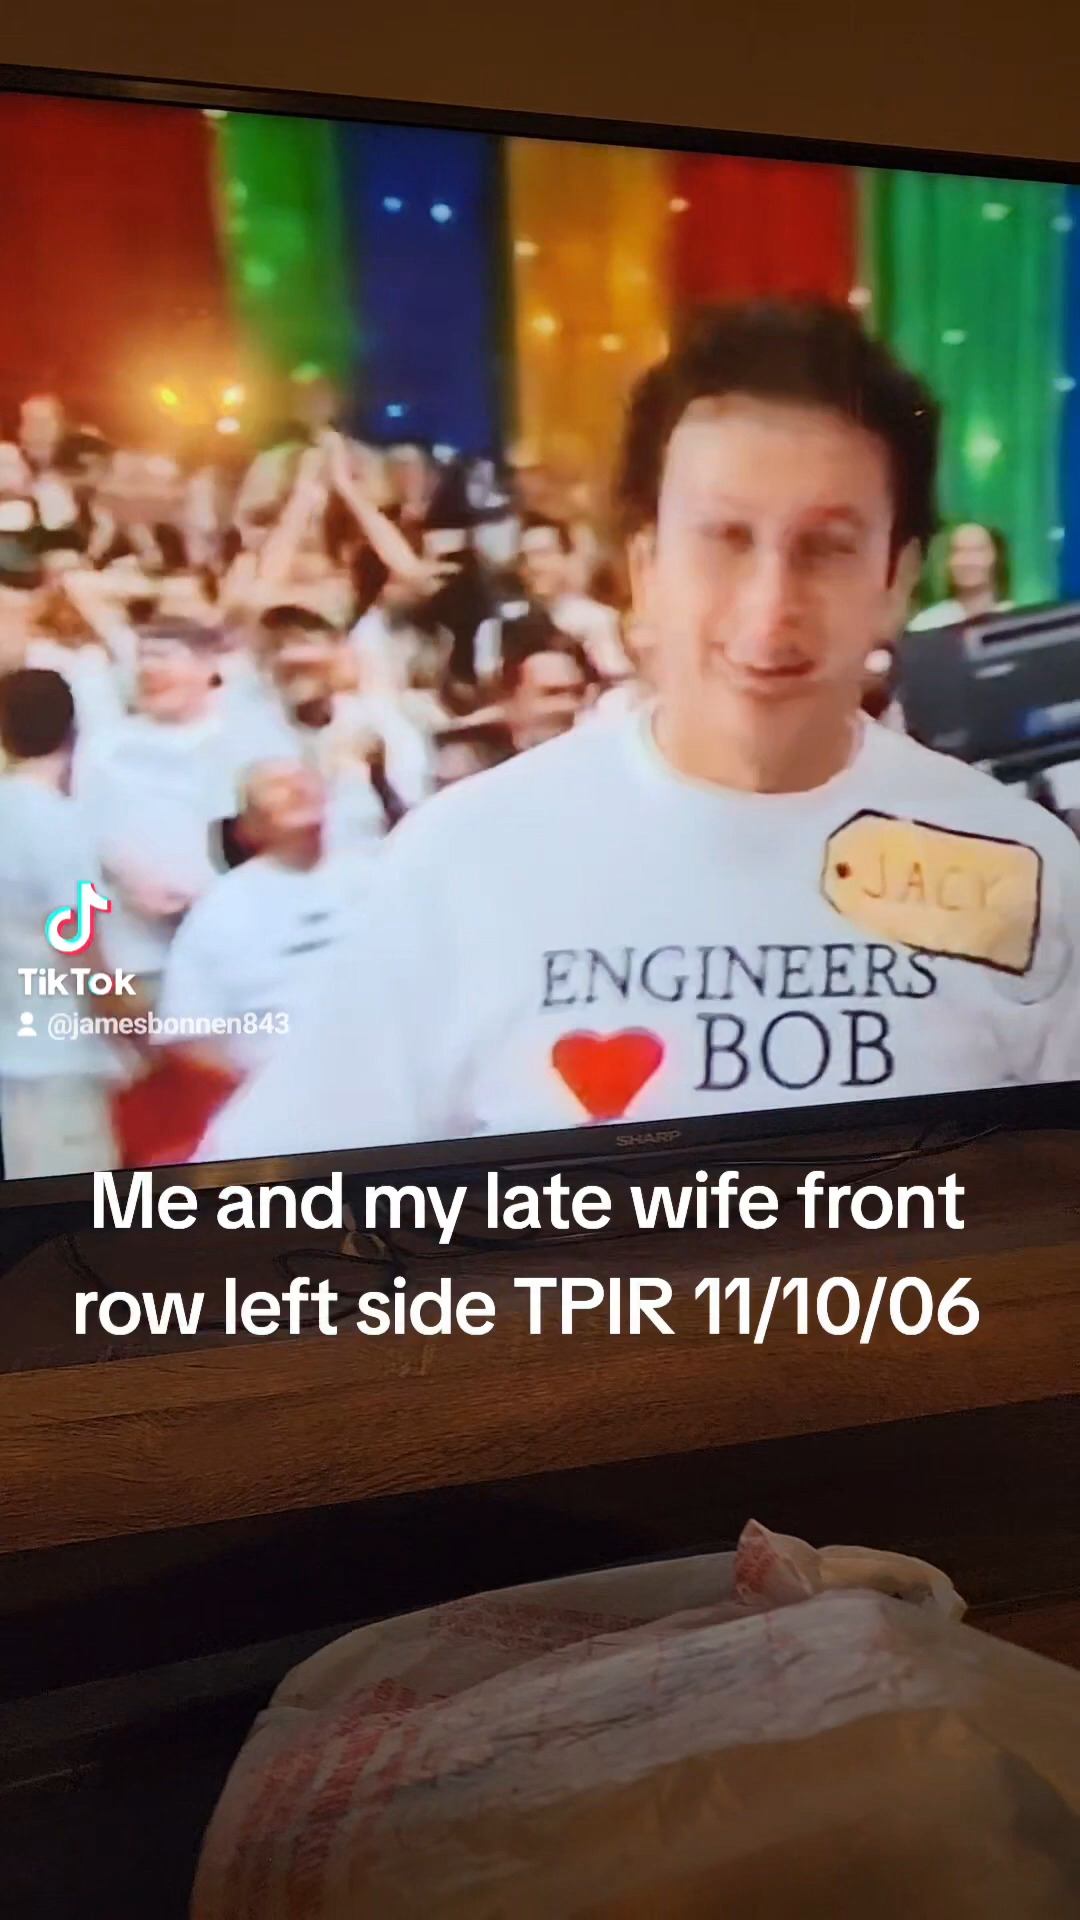 JACK
ENGINEERS
BOB
TikTok
@jamesbonnen843
SHARP
Me and my late wife front
row left side TPIR 11/10/06